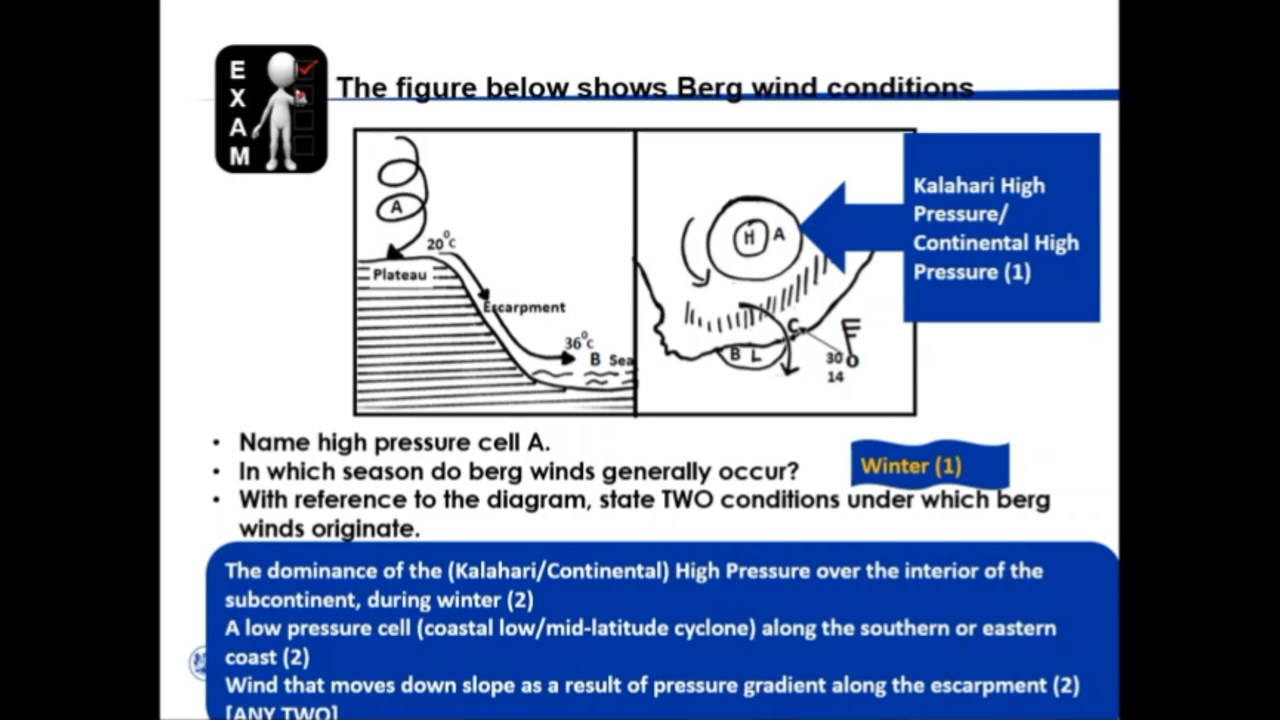 EXAM
The figure below shows Berg wind conditions
A
20°c
Plateau
Escarpment
36°c
B Sea
H A
C
B L
30
14
Kalahari High
Pressure/
Continental High
Pressure (1)
• Name high pressure cell A.
• In which season do berg winds generally occur?
Winter (1)
• With reference to the diagram, state TWO conditions under which berg
winds originate.
The dominance of the (Kalahari/Continental) High Pressure over the interior of the
subcontinent, during winter (2)
A low pressure cell (coastal low/mid-latitude cyclone) along the southern or eastern
coast (2)
Wind that moves down slope as a result of pressure gradient along the escarpment (2)
[ANY TWO]